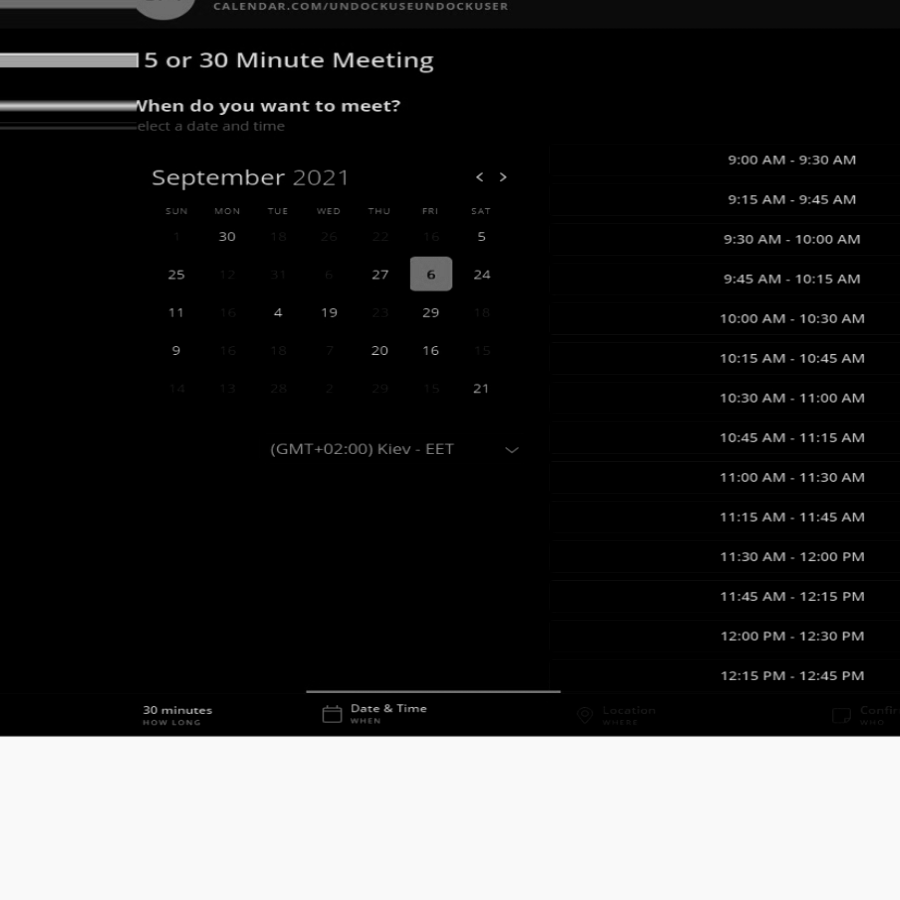 CALENDAR.COM/UNDOCKUSEUNDOCKUSER
5 or 30 Minute Meeting
When do you want to meet?
elect a date and time
September 2021 < >
SUN MON TUE WED THU FRI SAT
1 30 18 26 22 16 5
25 12 31 6 27 6 24
11 16 4 19 23 29 18
9 16 18 7 20 16 15
14 13 28 2 29 15 21
(GMT+02:00) Kiev - EET
9:00 AM - 9:30 AM
9:15 AM - 9:45 AM
9:30 AM - 10:00 AM
9:45 AM - 10:15 AM
10:00 AM - 10:30 AM
10:15 AM - 10:45 AM
10:30 AM - 11:00 AM
10:45 AM - 11:15 AM
11:00 AM - 11:30 AM
11:15 AM - 11:45 AM
11:30 AM - 12:00 PM
11:45 AM - 12:15 PM
12:00 PM - 12:30 PM
12:15 PM - 12:45 PM
30 minutes
HOW LONG
Date & Time
WHEN
Location
WHERE
Confir
WHO